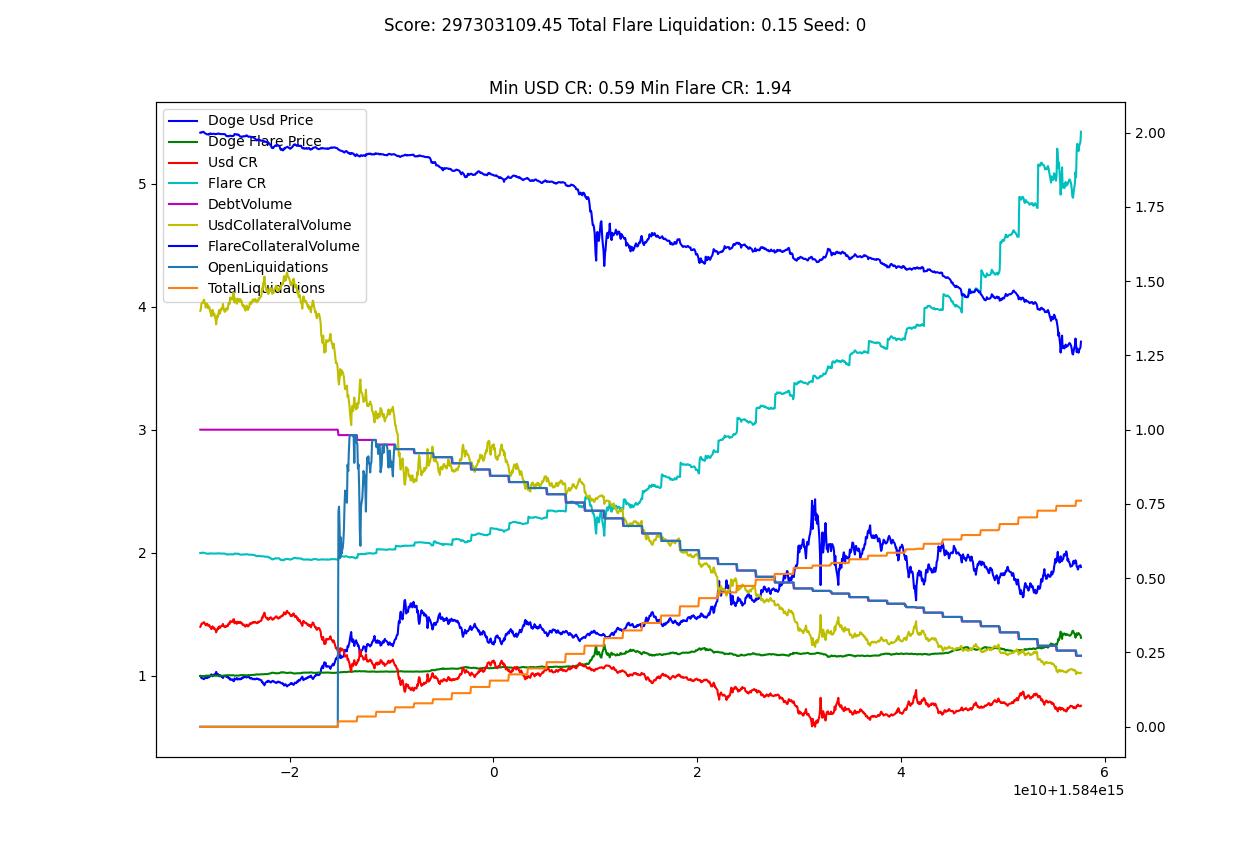 Score: 297303109.45 Total Flare Liquidation: 0.15 Seed: 0
Min USD CR: 0.59 Min Flare CR: 1.94
Doge Usd Price
Doge Flare Price
Usd CR
Flare CR
DebtVolume
UsdCollateralVolume
FlareCollateralVolume
OpenLiquidations
TotalLiquidations
5
4
3
2
1
2.00
1.75
1.50
1.25
1.00
0.75
0.50
0.25
0.00
−2 0 2 4 6
1e10+1.584e15